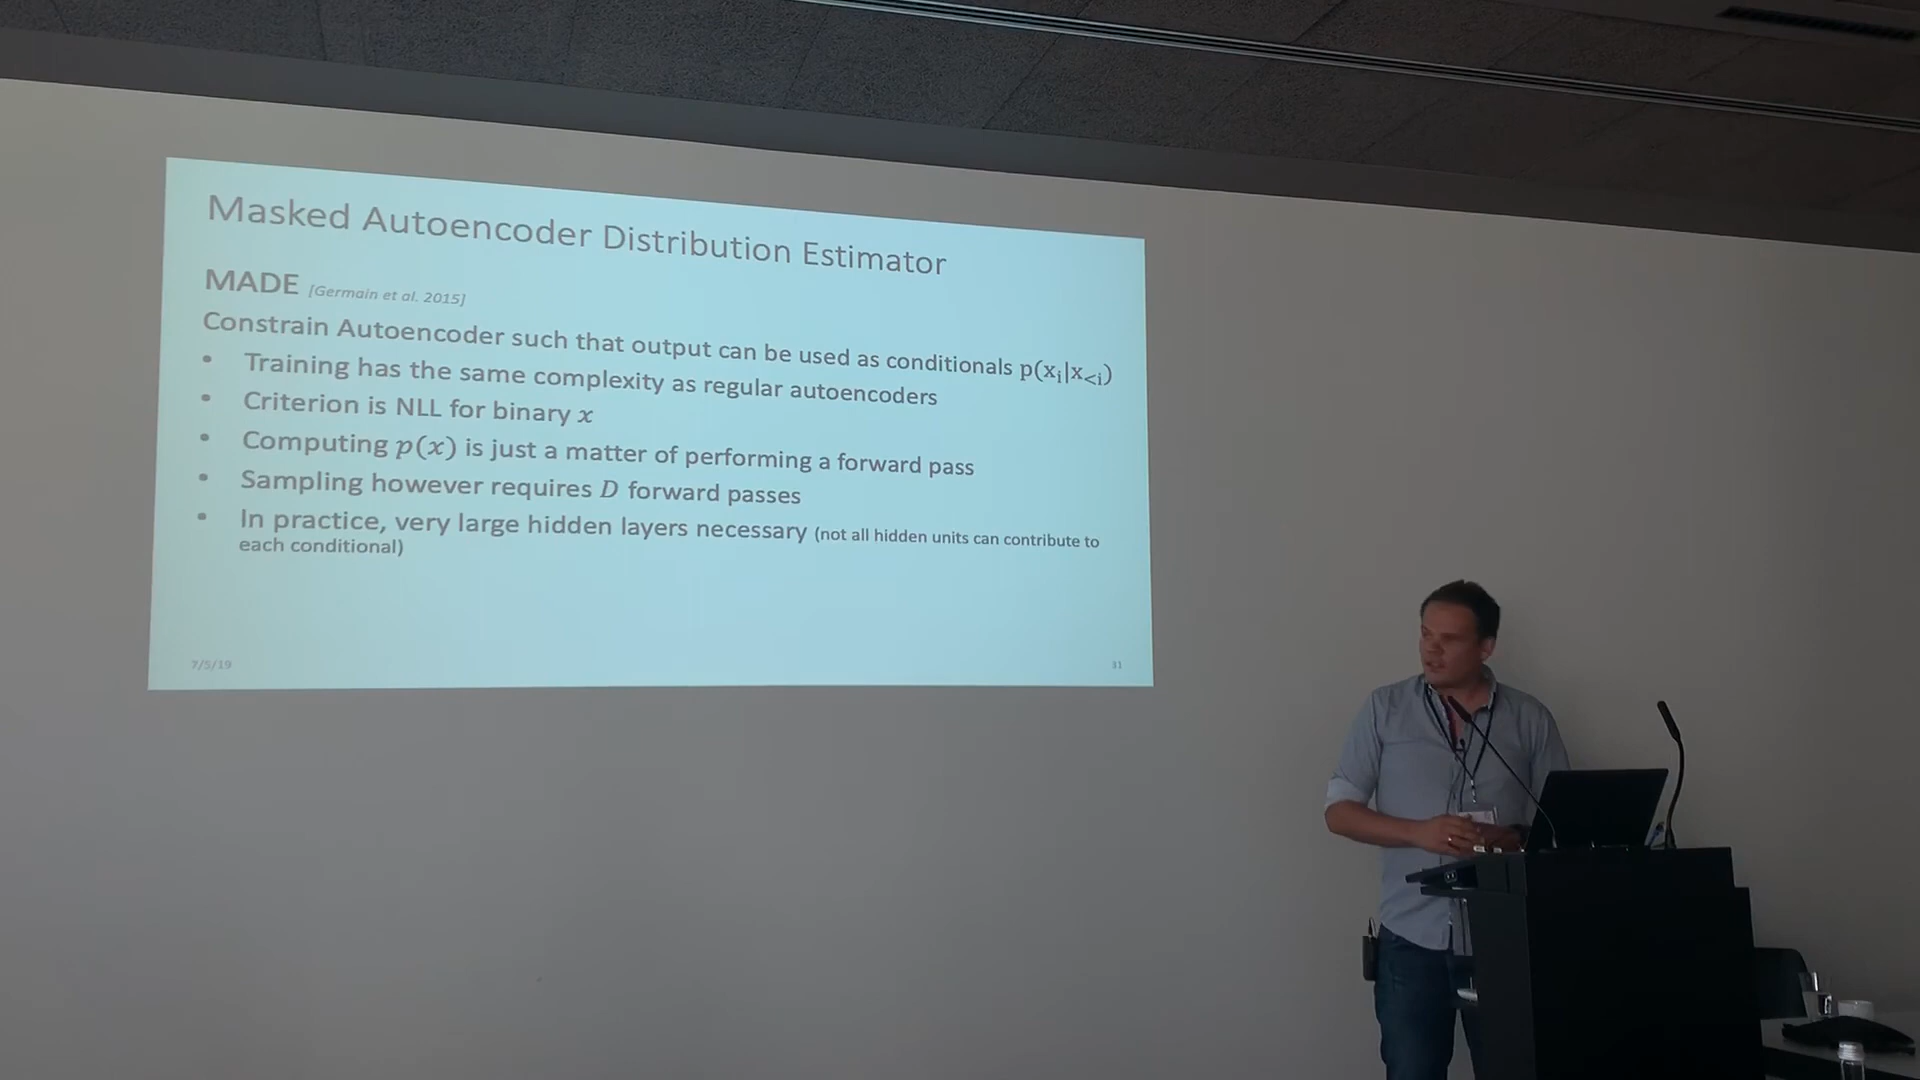 Masked Autoencoder Distribution Estimator
MADE [Germain et al. 2015]
Constrain Autoencoder such that output can be used as conditionals p(xᵢ|x<ᵢ)
• Training has the same complexity as regular autoencoders
• Criterion is NLL for binary x
• Computing p(x) is just a matter of performing a forward pass
• Sampling however requires D forward passes
• In practice, very large hidden layers necessary (not all hidden units can contribute to
each conditional)
7/5/19
31